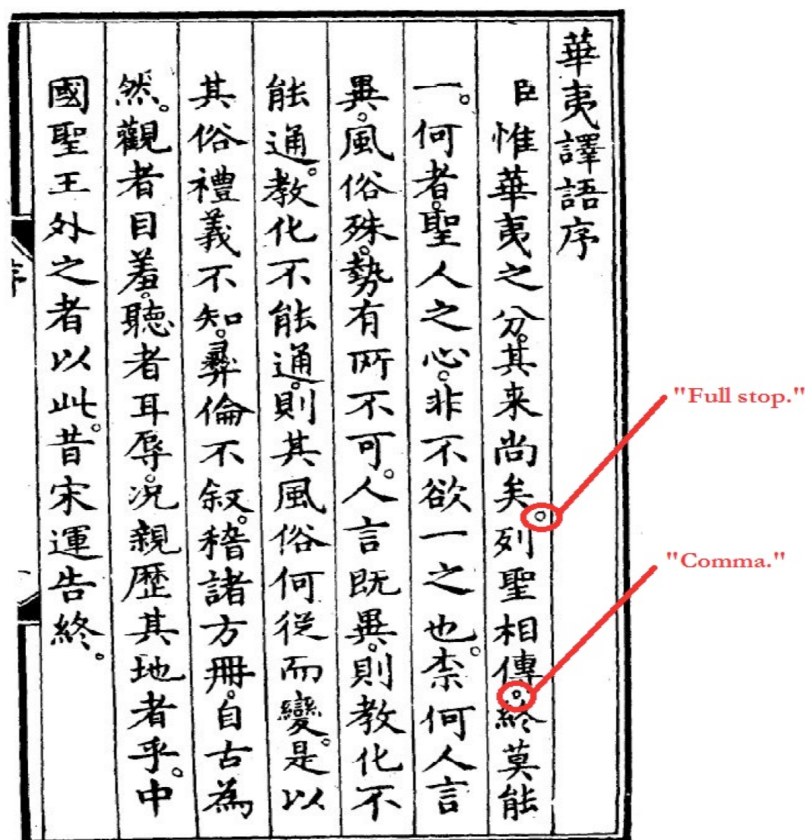 華夷譯語序
臣惟華夷之分。其来尚矣。列聖相傳。終莫能
一。何者。聖人之心。非不欲一之也。柰何人言
異。風俗殊。勢有所不可。人言既異。則教化不
能通。教化不能通。則其風俗何從而變。是以
其俗禮義不知。彝倫不叙。稽諸方冊。自古為
然。觀者目羞。聽者耳辱。况親歷其地者乎。中
國聖王外之者以此。昔宋運告終。
"Full stop."
"Comma."